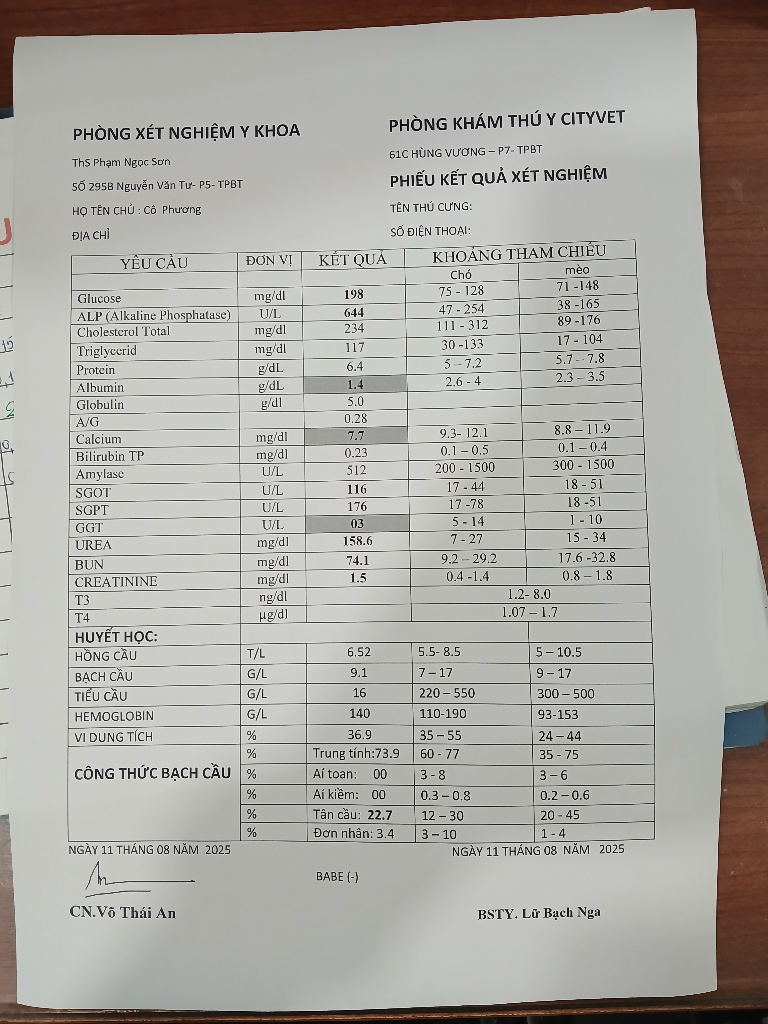 PHÒNG XÉT NGHIỆM Y KHOA
ThS Phạm Ngọc Sơn
SỐ 295B Nguyễn Văn Tư- P5- TPBT
HỌ TÊN CHỦ : Cô Phương
ĐỊA CHỈ
PHÒNG KHÁM THÚ Y CITYVET
61C HÙNG VƯƠNG – P7- TPBT
PHIẾU KẾT QUẢ XÉT NGHIỆM
TÊN THÚ CƯNG:
SỐ ĐIỆN THOẠI:
YÊU CẦU ĐƠN VỊ KẾT QUẢ KHOẢNG THAM CHIẾU
Chó mèo
Glucose mg/dl 198 75 - 128 71 -148
ALP (Alkaline Phosphatase) U/L 644 47 - 254 38 -165
Cholesterol Total mg/dl 234 111 - 312 89 -176
Triglycerid mg/dl 117 30 -133 17 - 104
Protein g/dL 6.4 5 – 7.2 5.7 – 7.8
Albumin g/dL 1.4 2.6 - 4 2.3 – 3.5
Globulin g/dl 5.0
A/G 0.28
Calcium mg/dl 7.7 9.3- 12.1 8.8 – 11.9
Bilirubin TP mg/dl 0.23 0.1 – 0.5 0.1 – 0.4
Amylase U/L 512 200 - 1500 300 - 1500
SGOT U/L 116 17 - 44 18 - 51
SGPT U/L 176 17 -78 18 -51
GGT U/L 03 5 - 14 1 - 10
UREA mg/dl 158.6 7 - 27 15 - 34
BUN mg/dl 74.1 9.2 – 29.2 17.6 -32.8
CREATININE mg/dl 1.5 0.4 -1.4 0.8 – 1.8
T3 ng/dl 1.2- 8.0
T4 µg/dl 1.07 – 1.7
HUYẾT HỌC:
HỒNG CẦU T/L 6.52 5.5- 8.5 5 – 10.5
BẠCH CẦU G/L 9.1 7 – 17 9 – 17
TIỂU CẦU G/L 16 220 – 550 300 – 500
HEMOGLOBIN G/L 140 110-190 93-153
VI DUNG TÍCH % 36.9 35 – 55 24 – 44
CÔNG THỨC BẠCH CẦU % Trung tính:73.9 60 - 77 35 - 75
% Aí toan: 00 3 - 8 3 – 6
% Aí kiềm: 00 0.3 – 0.8 0.2 – 0.6
% Tân cầu: 22.7 12 – 30 20 - 45
% Đơn nhân: 3.4 3 – 10 1 - 4
NGÀY 11 THÁNG 08 NĂM 2025
NGÀY 11 THÁNG 08 NĂM 2025
BABE (-)
CN.Võ Thái An
BSTY. Lữ Bạch Nga